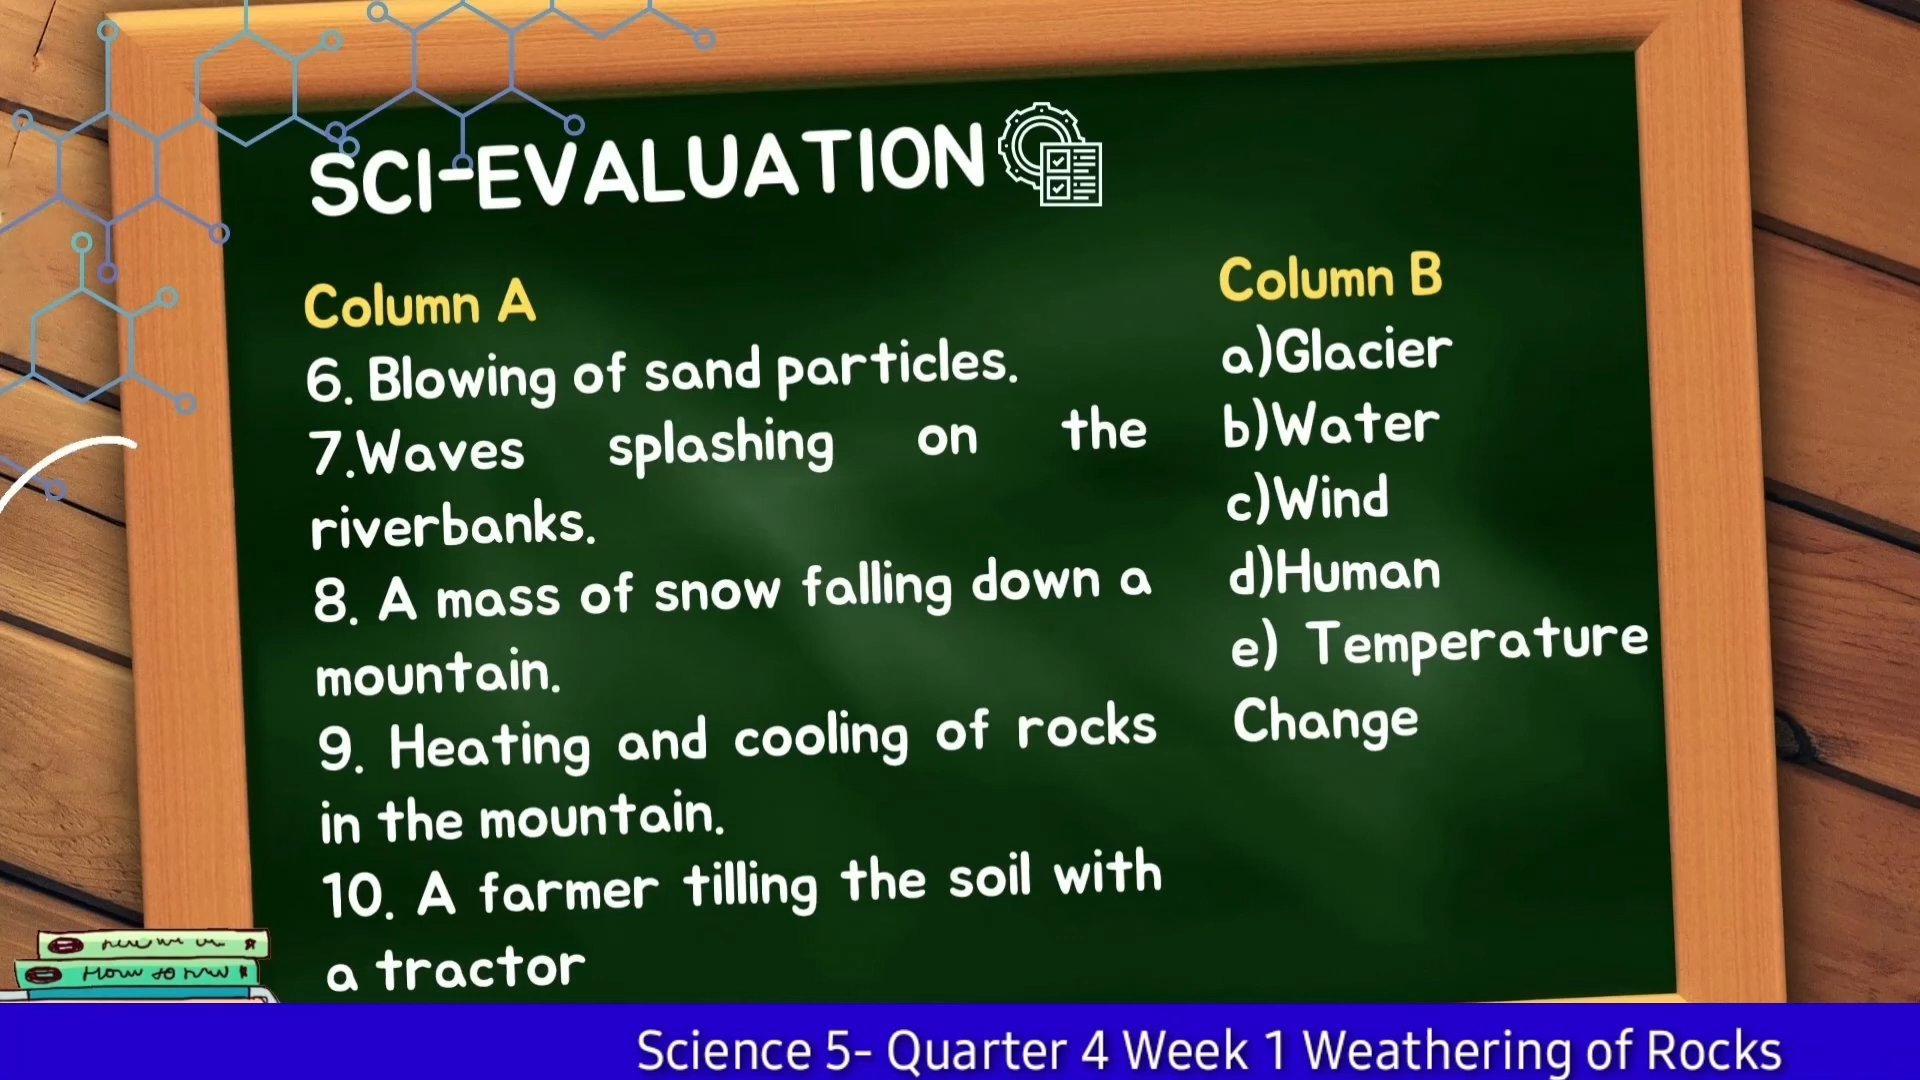 SCI-EVALUATION
Column A
6. Blowing of sand particles.
7.Waves splashing on the
riverbanks.
8. A mass of snow falling down a
mountain.
9. Heating and cooling of rocks
in the mountain.
10. A farmer tilling the soil with
a tractor
Column B
a)Glacier
b)Water
c)Wind
d)Human
e) Temperature
Change
Science 5- Quarter 4 Week 1 Weathering of Rocks